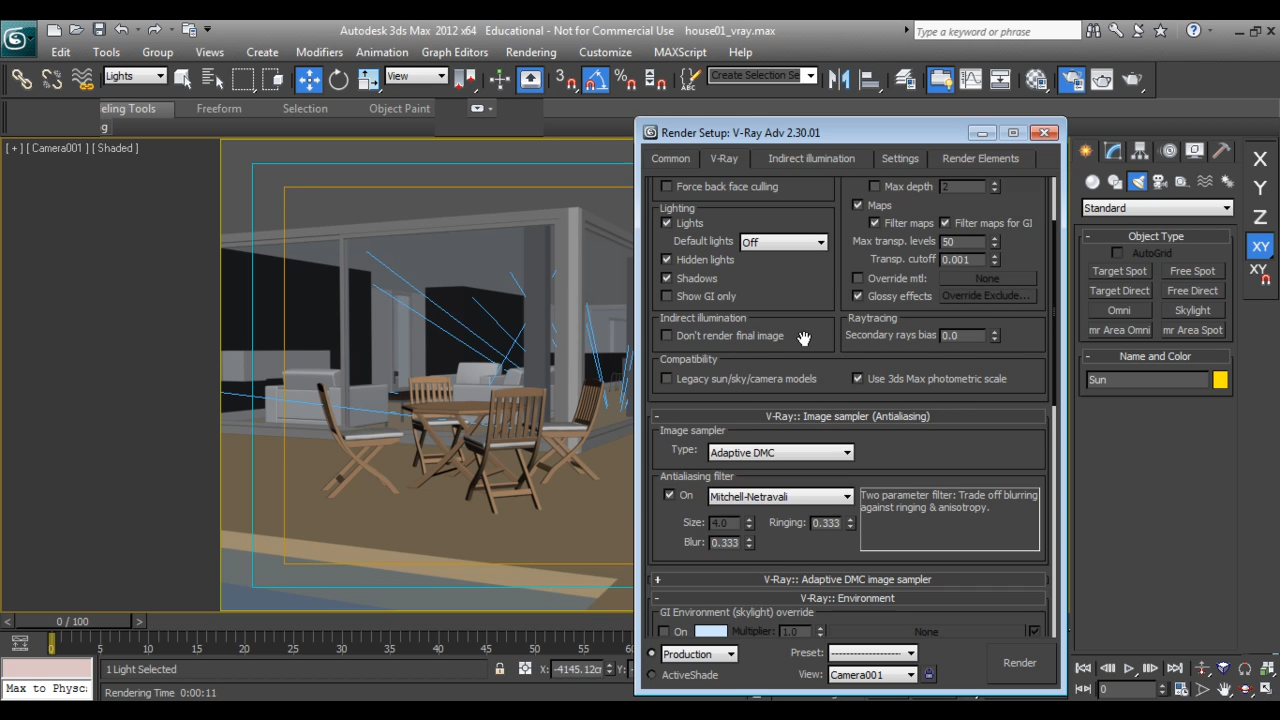 Autodesk 3ds Max 2012 x64 Educational - Not for Commercial Use house01_vray.max
Type a keyword or phrase
Edit Tools Group Views Create Modifiers Animation Graph Editors Rendering Customize MAXScript Help
Lights
View
3
Create Selection Se
eling Tools Freeform Selection Object Paint
g
[ + ] [ Camera001 ] [ Shaded ]
Render Setup: V-Ray Adv 2.30.01
Common V-Ray Indirect illumination Settings Render Elements
Force back face culling
Max depth 2
Lighting
Maps
Lights
Filter maps Filter maps for GI
Default lights Off
Max transp. levels 50
Hidden lights
Transp. cutoff 0.001
Shadows
Override mtl: None
Show GI only
Glossy effects Override Exclude...
Indirect illumination
Raytracing
Don't render final image
Secondary rays bias 0.0
Compatibility
Legacy sun/sky/camera models
Use 3ds Max photometric scale
- V-Ray:: Image sampler (Antialiasing)
Image sampler
Type: Adaptive DMC
Antialiasing filter
On Mitchell-Netravali
Two parameter filter: Trade off blurring
against ringing & anisotropy.
Size: 4.0 Ringing: 0.333
Blur: 0.333
+ V-Ray:: Adaptive DMC image sampler
- V-Ray:: Environment
GI Environment (skylight) override
On Multiplier: 1.0 None
Production
Preset: ------------------
Render
ActiveShade
View: Camera001
X
Y
Z
XY
XY
Standard
- Object Type
AutoGrid
Target Spot Free Spot
Target Direct Free Direct
Omni Skylight
mr Area Omni mr Area Spot
- Name and Color
Sun
< 0 / 100 >
0 5 10 15 20 25 30 35 40 45 50 55 60
1 Light Selected
X: -4145.12cm Y:
Max to Physc
Rendering Time 0:00:11
0